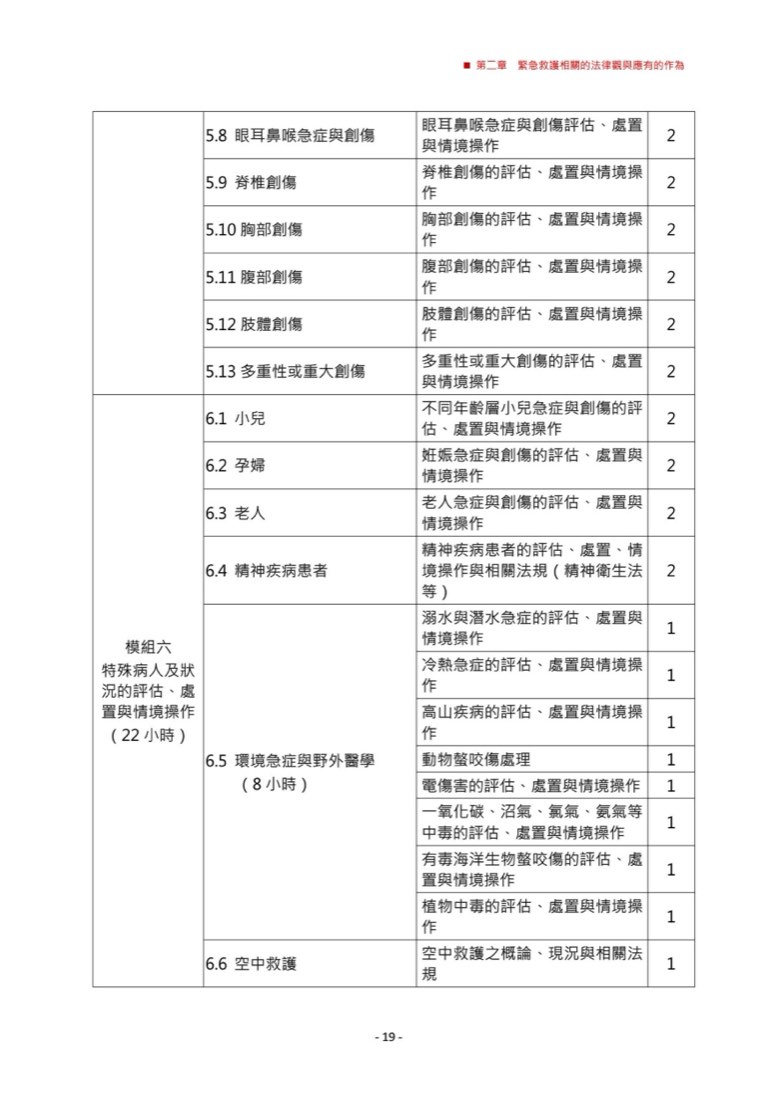 ■ 第二章 緊急救護相關的法律觀與應有的作為
5.8 眼耳鼻喉急症與創傷
眼耳鼻喉急症與創傷評估、處置
與情境操作
2
5.9 脊椎創傷
脊椎創傷的評估、處置與情境操
作
2
5.10 胸部創傷
胸部創傷的評估、處置與情境操
作
2
5.11 腹部創傷
腹部創傷的評估、處置與情境操
作
2
5.12 肢體創傷
肢體創傷的評估、處置與情境操
作
2
5.13 多重性或重大創傷
多重性或重大創傷的評估、處置
與情境操作
2
模組六
特殊病人及狀
況的評估、處
置與情境操作
（22 小時）
6.1 小兒
不同年齡層小兒急症與創傷的評
估、處置與情境操作
2
6.2 孕婦
妊娠急症與創傷的評估、處置與
情境操作
2
6.3 老人
老人急症與創傷的評估、處置與
情境操作
2
6.4 精神疾病患者
精神疾病患者的評估、處置、情
境操作與相關法規（精神衛生法
等）
2
6.5 環境急症與野外醫學
（8 小時）
溺水與潛水急症的評估、處置與
情境操作
1
冷熱急症的評估、處置與情境操
作
1
高山疾病的評估、處置與情境操
作
1
動物螫咬傷處理
1
電傷害的評估、處置與情境操作
1
一氧化碳、沼氣、氯氣、氨氣等
中毒的評估、處置與情境操作
1
有毒海洋生物螫咬傷的評估、處
置與情境操作
1
植物中毒的評估、處置與情境操
作
1
6.6 空中救護
空中救護之概論、現況與相關法
規
1
- 19 -